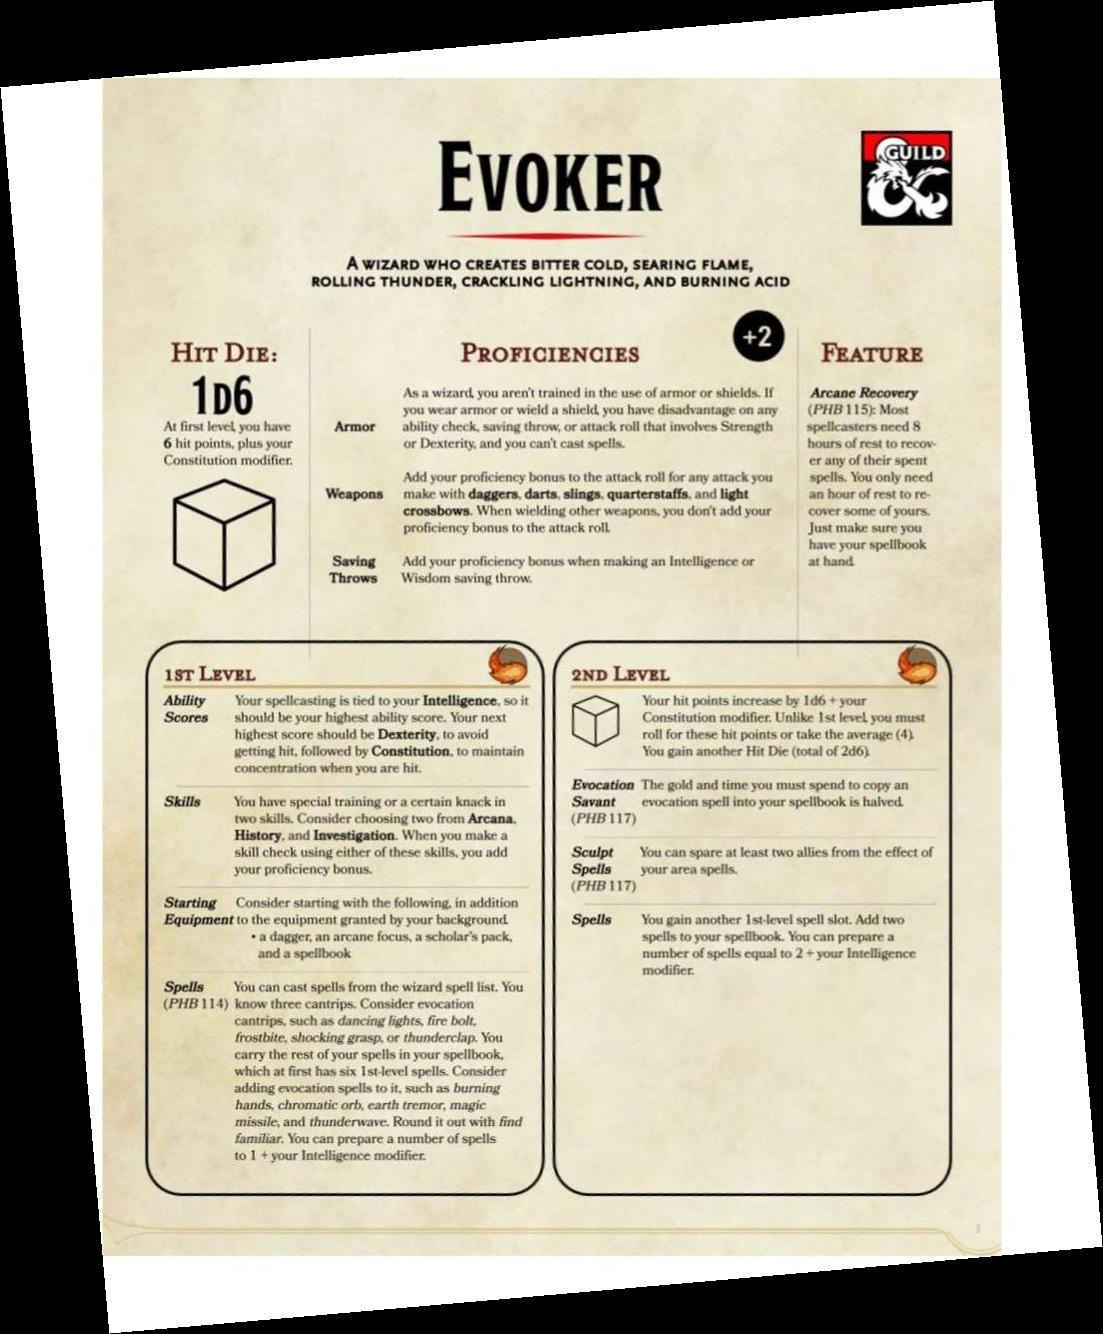 EVOKER
GUILD
A WIZARD WHO CREATES BITTER COLD, SEARING FLAME,
ROLLING THUNDER, CRACKLING LIGHTNING, AND BURNING ACID
HIT DIE:
1D6
At first level, you have
6 hit points, plus your
Constitution modifier.
PROFICIENCIES
+2
Armor
As a wizard, you aren't trained in the use of armor or shields. If
you wear armor or wield a shield, you have disadvantage on any
ability check, saving throw, or attack roll that involves Strength
or Dexterity, and you can't cast spells.
Weapons
Add your proficiency bonus to the attack roll for any attack you
make with daggers, darts, slings, quarterstaffs, and light
crossbows. When wielding other weapons, you don't add your
proficiency bonus to the attack roll.
Saving
Throws
Add your proficiency bonus when making an Intelligence or
Wisdom saving throw.
FEATURE
Arcane Recovery
(PHB 115): Most
spellcasters need 8
hours of rest to recov-
er any of their spent
spells. You only need
an hour of rest to re-
cover some of yours.
Just make sure you
have your spellbook
at hand.
1ST LEVEL
Ability
Scores
Your spellcasting is tied to your Intelligence, so it
should be your highest ability score. Your next
highest score should be Dexterity, to avoid
getting hit, followed by Constitution, to maintain
concentration when you are hit.
Skills
You have special training or a certain knack in
two skills. Consider choosing two from Arcana,
History, and Investigation. When you make a
skill check using either of these skills, you add
your proficiency bonus.
Starting
Equipment
Consider starting with the following, in addition
to the equipment granted by your background.
• a dagger, an arcane focus, a scholar's pack,
and a spellbook
Spells
(PHB 114)
You can cast spells from the wizard spell list. You
know three cantrips. Consider evocation
cantrips, such as dancing lights, fire bolt,
frostbite, shocking grasp, or thunderclap. You
carry the rest of your spells in your spellbook,
which at first has six 1st-level spells. Consider
adding evocation spells to it, such as burning
hands, chromatic orb, earth tremor, magic
missile, and thunderwave. Round it out with find
familiar. You can prepare a number of spells
to 1 + your Intelligence modifier.
2ND LEVEL
Your hit points increase by 1d6 + your
Constitution modifier. Unlike 1st level, you must
roll for these hit points or take the average (4).
You gain another Hit Die (total of 2d6).
Evocation
Savant
(PHB 117)
The gold and time you must spend to copy an
evocation spell into your spellbook is halved.
Sculpt
Spells
(PHB 117)
You can spare at least two allies from the effect of
your area spells.
Spells
You gain another 1st-level spell slot. Add two
spells to your spellbook. You can prepare a
number of spells equal to 2 + your Intelligence
modifier.
1